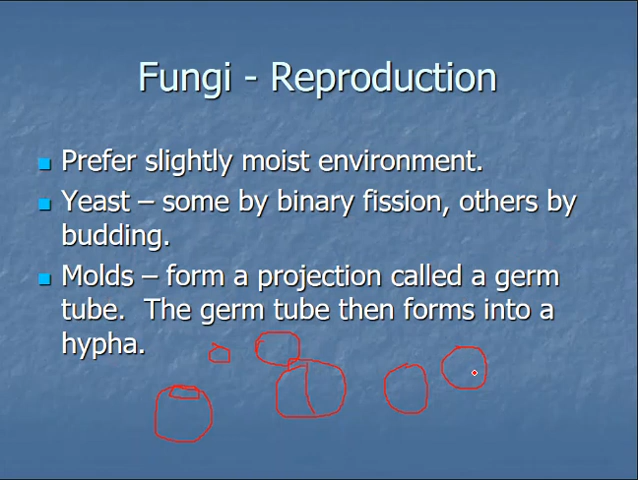 Fungi - Reproduction
Prefer slightly moist environment.
Yeast – some by binary fission, others by
budding.
Molds – form a projection called a germ
tube.  The germ tube then forms into a
hypha.